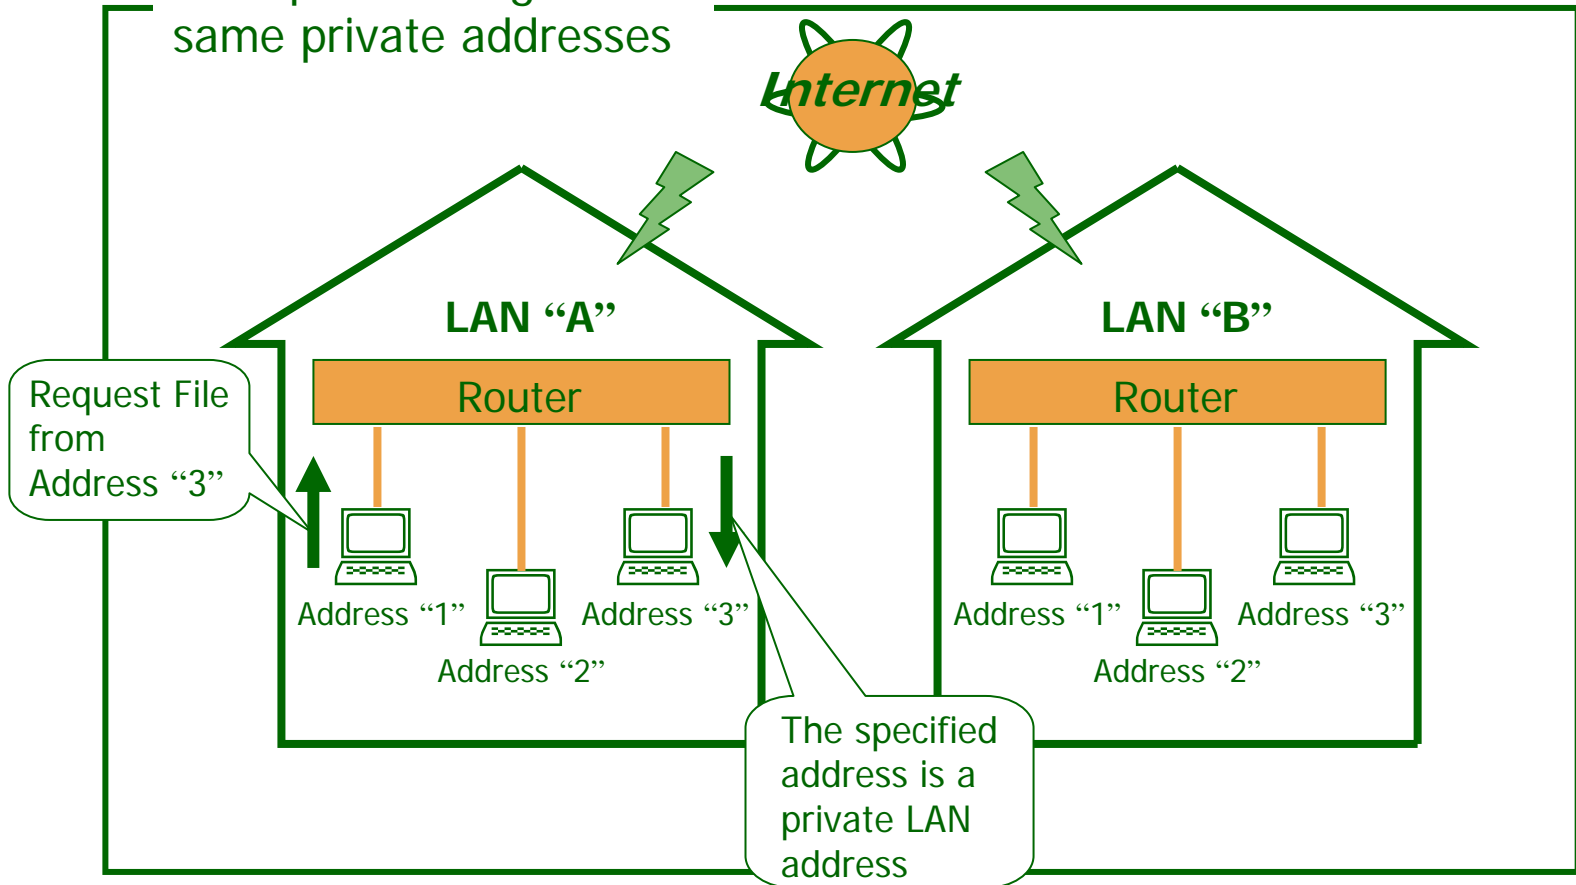 same private addresses
Internet
LAN “A”
LAN “B”
Router
Router
Request File
from
Address “3”
Address “1”
Address “3”
Address “2”
Address “1”
Address “3”
Address “2”
The specified
address is a
private LAN
address